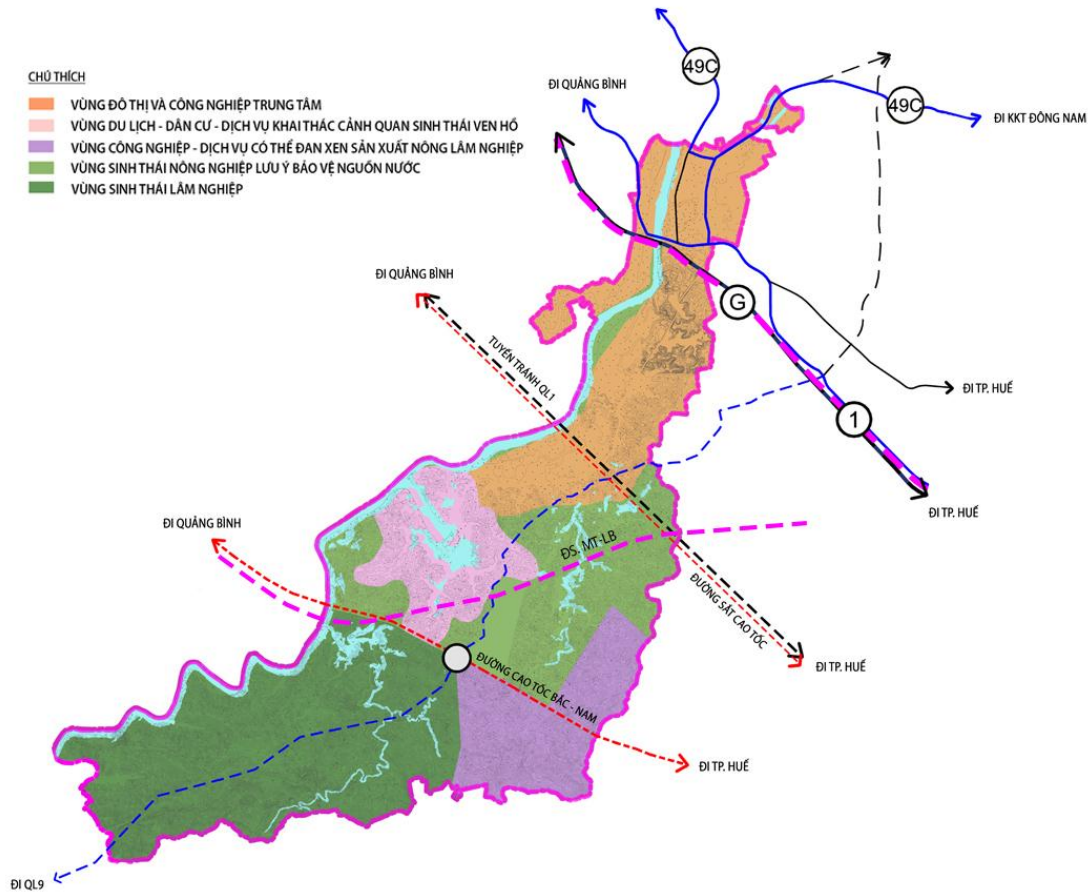 CHÚ THÍCH
VÙNG ĐÔ THỊ VÀ CÔNG NGHIỆP TRUNG TÂM
VÙNG DU LỊCH - DÂN CƯ - DỊCH VỤ KHAI THÁC CẢNH QUAN SINH THÁI VEN HỒ
VÙNG CÔNG NGHIỆP - DỊCH VỤ CÓ THỂ ĐAN XEN SẢN XUẤT NÔNG LÂM NGHIỆP
VÙNG SINH THÁI NÔNG NGHIỆP LƯU Ý BẢO VỆ NGUỒN NƯỚC
VÙNG SINH THÁI LÂM NGHIỆP
49C
ĐI QUẢNG BÌNH
49C
ĐI KKT ĐÔNG NAM
ĐI QUẢNG BÌNH
G
TUYẾN TRÁNH QL1
ĐI TP. HUẾ
1
ĐI TP. HUẾ
ĐI QUẢNG BÌNH
ĐS. MT-LB
ĐƯỜNG SẮT CAO TỐC
ĐI TP. HUẾ
ĐƯỜNG CAO TỐC BẮC - NAM
ĐI TP. HUẾ
ĐI QL9